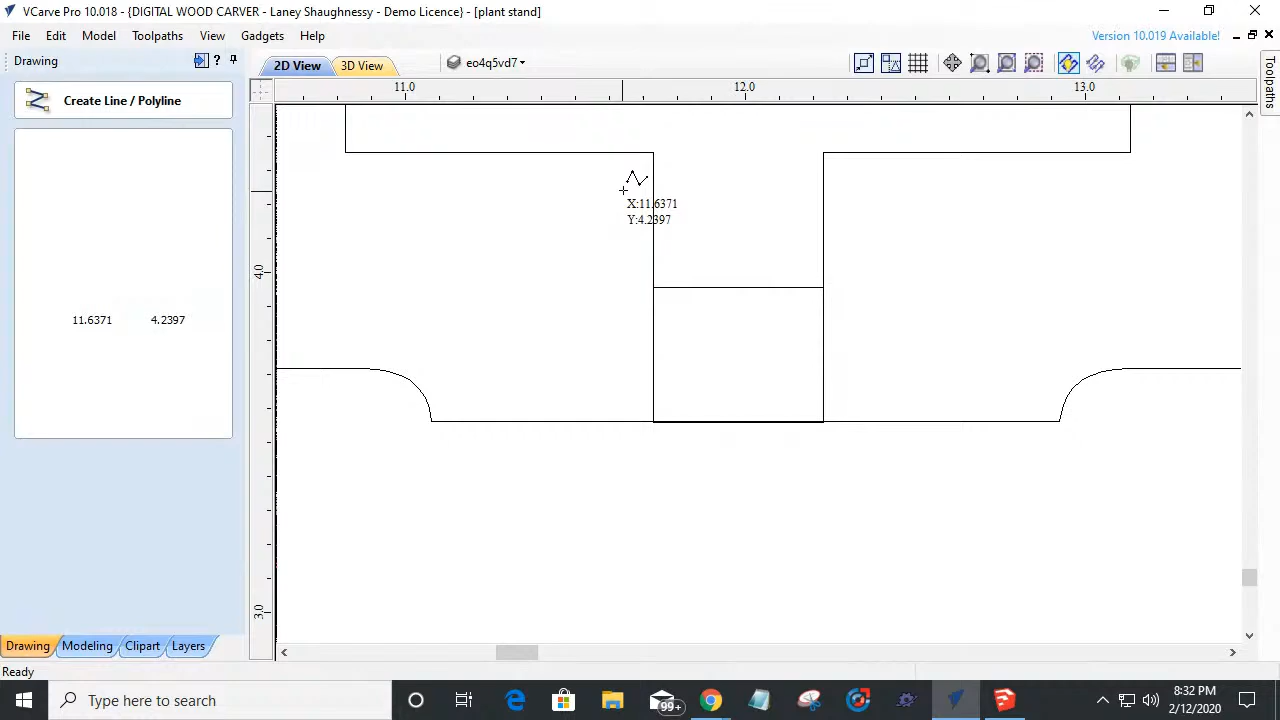 VCarve Pro 10.018 - {DIGITAL WOOD CARVER - Laney Shaughnessy - Demo Licence} - [plant stand]
File Edit Model Toolpaths View Gadgets Help
Version 10.019 Available!
Drawing
?
2D View
3D View
eo4q5vd7
Toolpaths
Create Line / Polyline
11.0
12.0
13.0
X:11.6371
Y:4.2397
4.0
11.6371 4.2397
3.0
Drawing Modeling Clipart Layers
Ready
Type here to search
99+
8:32 PM
2/12/2020